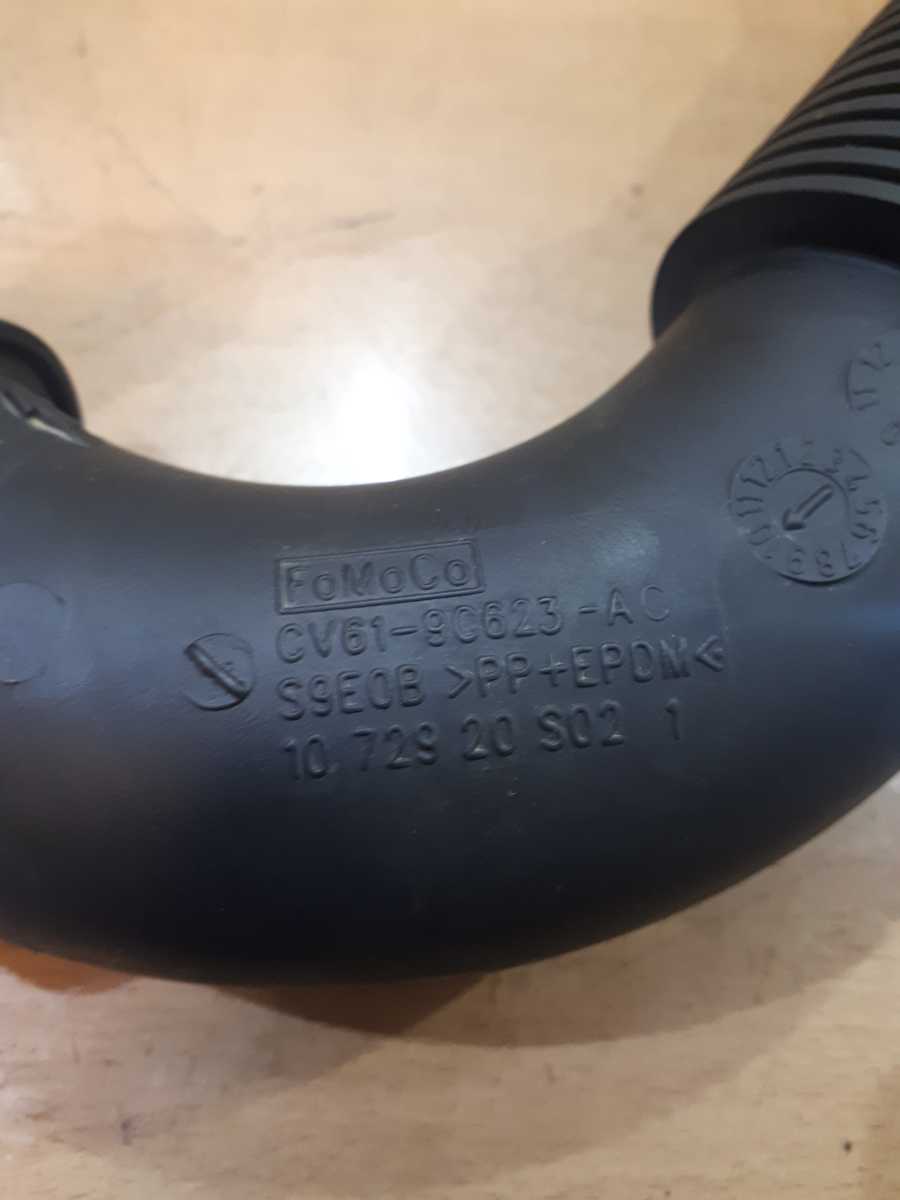 FoMoCo
CV61-9C623-AC
S9E0B >PP+EPDM<
10 729 20 S02 1